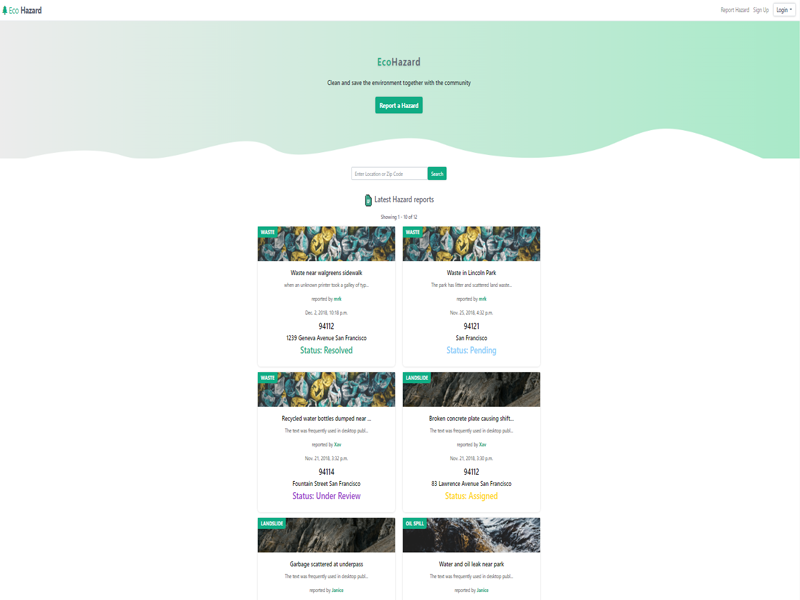 Eco Hazard
Report Hazard Sign Up Login
EcoHazard
Clean and save the environment together with the community
Report a Hazard
Enter Location or Zip Code Search
Latest Hazard reports
Showing 1 - 10 of 12
WASTE
Waste near walgreens sidewalk
when an unknown printer took a galley of typ...
reported by mrk
Dec. 2, 2018, 10:18 p.m.
94112
1239 Geneva Avenue San Francisco
Status: Resolved
WASTE
Waste in Lincoln Park
The park has litter and scattered land waste...
reported by mrk
Nov. 25, 2018, 4:32 p.m.
94121
San Francisco
Status: Pending
WASTE
Recycled water bottles dumped near ...
The text was frequently used in desktop publ...
reported by Xav
Nov. 21, 2018, 3:32 p.m.
94114
Fountain Street San Francisco
Status: Under Review
LANDSLIDE
Broken concrete plate causing shift...
The text was frequently used in desktop publ...
reported by Xav
Nov. 21, 2018, 3:30 p.m.
94112
83 Lawrence Avenue San Francisco
Status: Assigned
LANDSLIDE
Garbage scattered at underpass
The text was frequently used in desktop publ...
reported by Janice
OIL SPILL
Water and oil leak near park
The text was frequently used in desktop publ...
reported by Janice